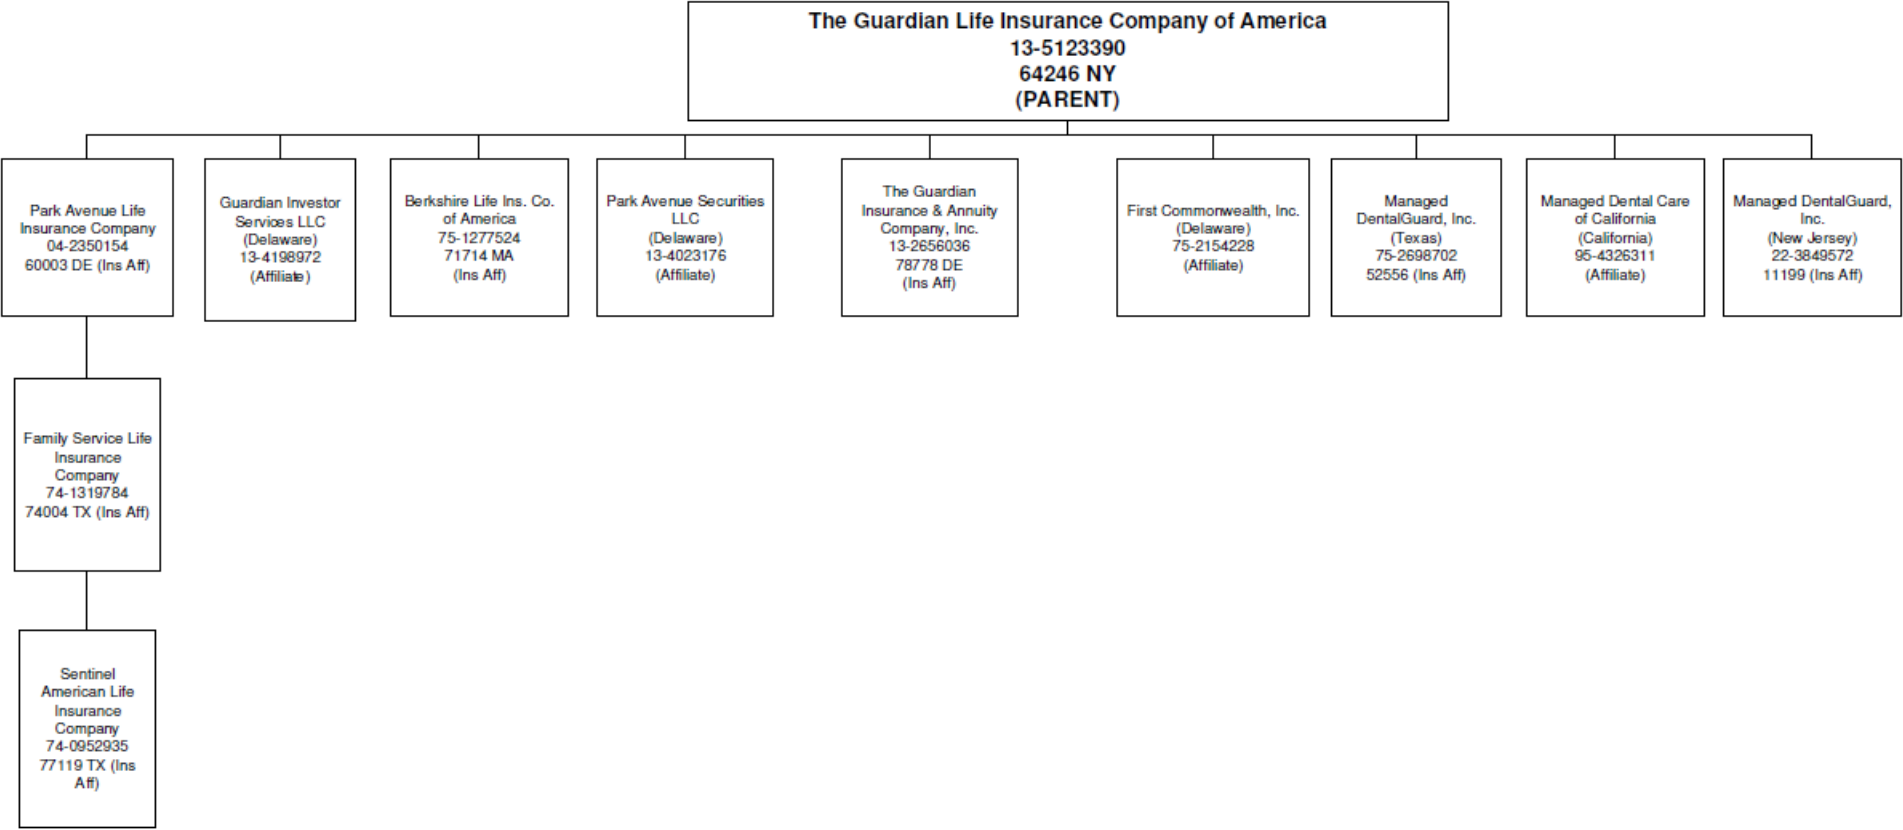 The Guardian Life Insurance Company of America
13-5123390
64246 NY
(PARENT)
Park Avenue Life
Insurance Company
04-2350154
60003 DE (Ins Aff)
Guardian Investor
Services LLC
(Delaware)
13-4198972
(Affiliate)
Berkshire Life Ins. Co.
of America
75-1277524
71714 MA
(Ins Aff)
Park Avenue Securities
LLC
(Delaware)
13-4023176
(Affiliate)
The Guardian
Insurance & Annuity
Company, Inc.
13-2656036
78778 DE
(Ins Aff)
First Commonwealth, Inc.
(Delaware)
75-2154228
(Affiliate)
Managed
DentalGuard, Inc.
(Texas)
75-2698702
52556 (Ins Aff)
Managed Dental Care
of California
(California)
95-4326311
(Affiliate)
Managed DentalGuard,
Inc.
(New Jersey)
22-3849572
11199 (Ins Aff)
Family Service Life
Insurance
Company
74-1319784
74004 TX (Ins Aff)
Sentinel
American Life
Insurance
Company
74-0952935
77119 TX (Ins
Aff)